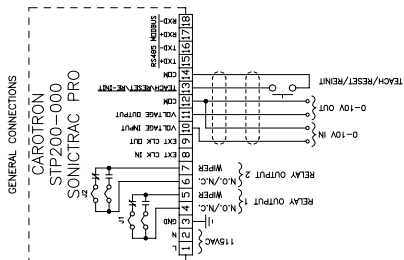 GENERAL CONNECTIONS
CAROTRON
STP200-000
SONICTRAC PRO
RS485 MODBUS
RXD- 18
RXD+ 17
TXD- 16
TXD+ 15
COM 14
TEACH/RESET/RE-INIT 13
COM 12
VOLTAGE OUTPUT 11
VOLTAGE INPUT 10
EXT CLK OUT 9
EXT CLK IN 8
WIPER 7
N.O./N.C. 6
WIPER 5
N.O./N.C. 4
GND 3
N 2
L 1
J2
J1
TEACH/RESET/REINIT
0-10V OUT
0-10V IN
RELAY OUTPUT 2
RELAY OUTPUT 1
115VAC